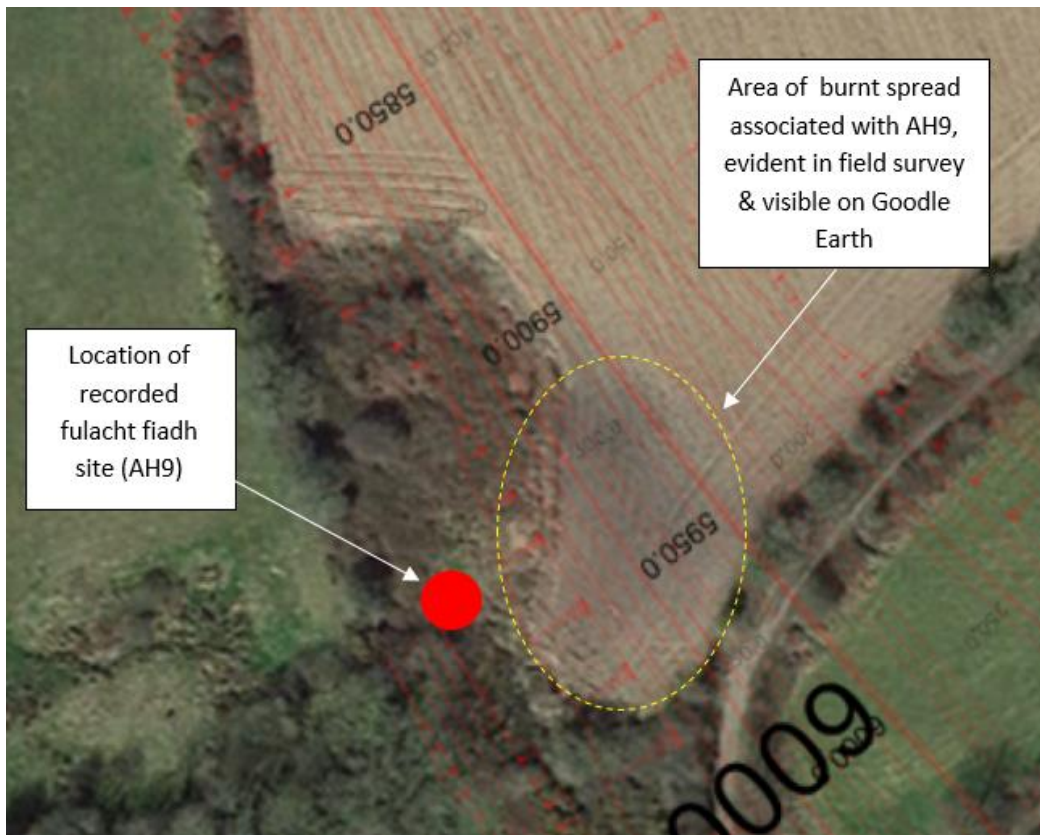 Area of burnt spread
associated with AH9,
evident in field survey
& visible on Goodle
Earth
Location of
recorded
fulacht fiadh
site (AH9)
5850.0
5900.0
5950.0
6000.0